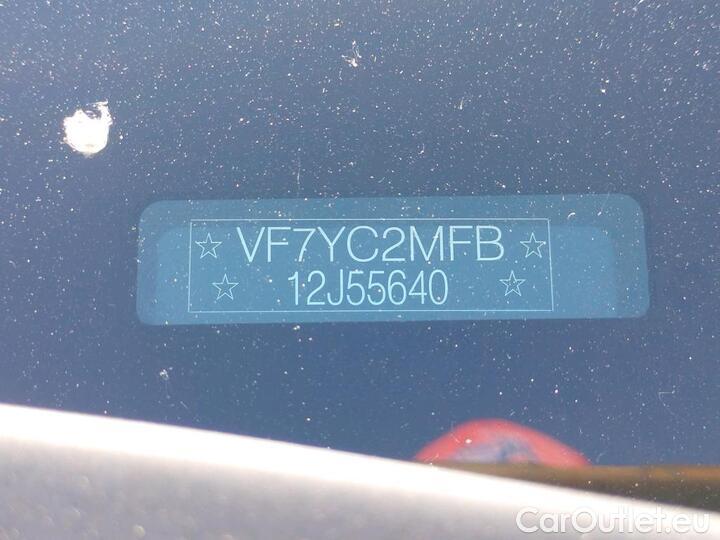 ☆ VF7YC2MFB ☆
☆ 12J55640 ☆
CarOutlet.eu